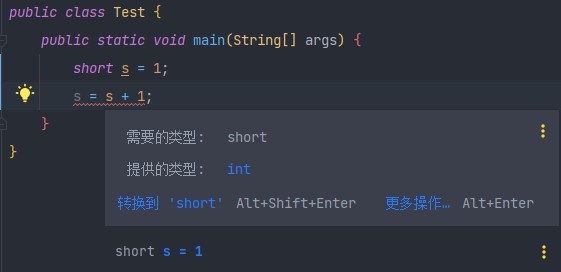 public class Test {
public static void main(String[] args) {
short s = 1;
s = s + 1;
}
}
需要的类型: short
提供的类型: int
转换到 'short' Alt+Shift+Enter 更多操作… Alt+Enter
short s = 1